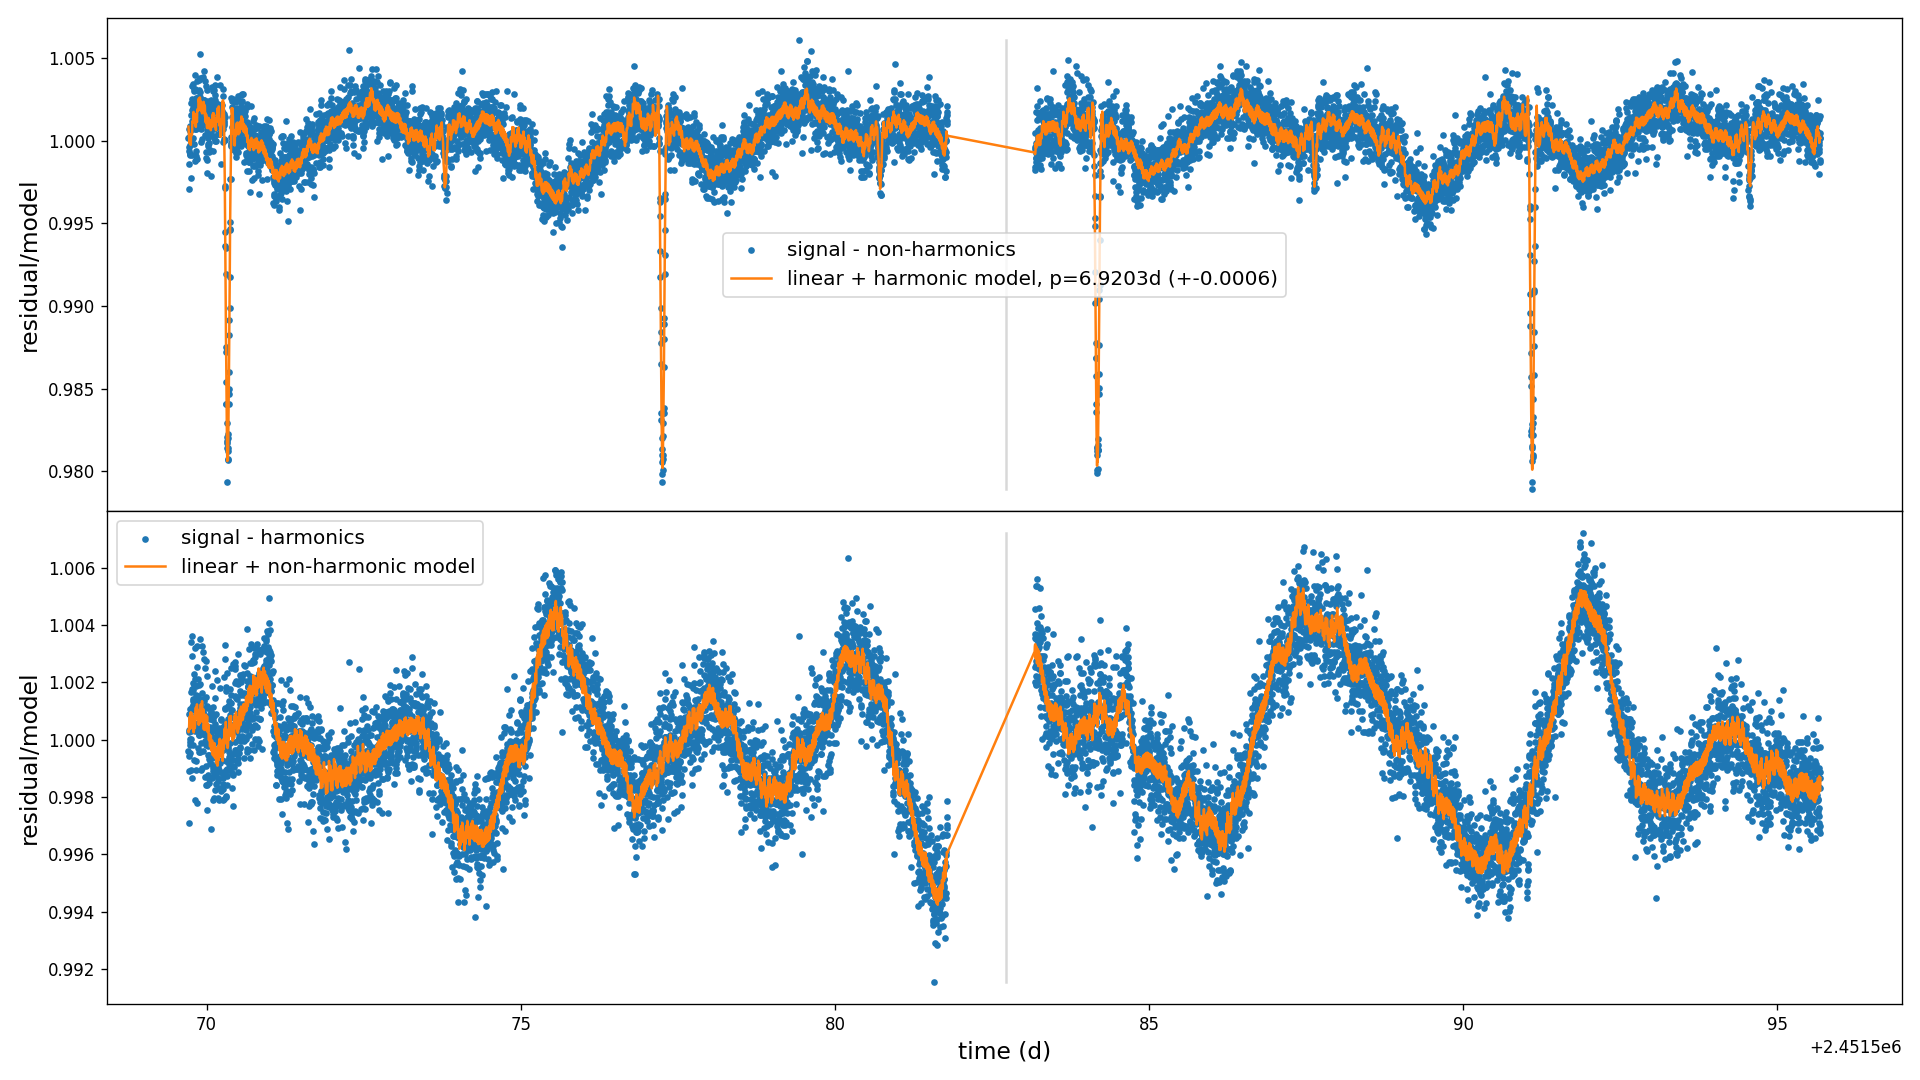 1.005
1.000
0.995
0.990
0.985
0.980
residual/model
signal - non-harmonics
linear + harmonic model, p=6.9203d (+-0.0006)
signal - harmonics
linear + non-harmonic model
1.006
1.004
1.002
1.000
0.998
0.996
0.994
0.992
residual/model
70 75 80 85 90 95
time (d)
+2.4515e6